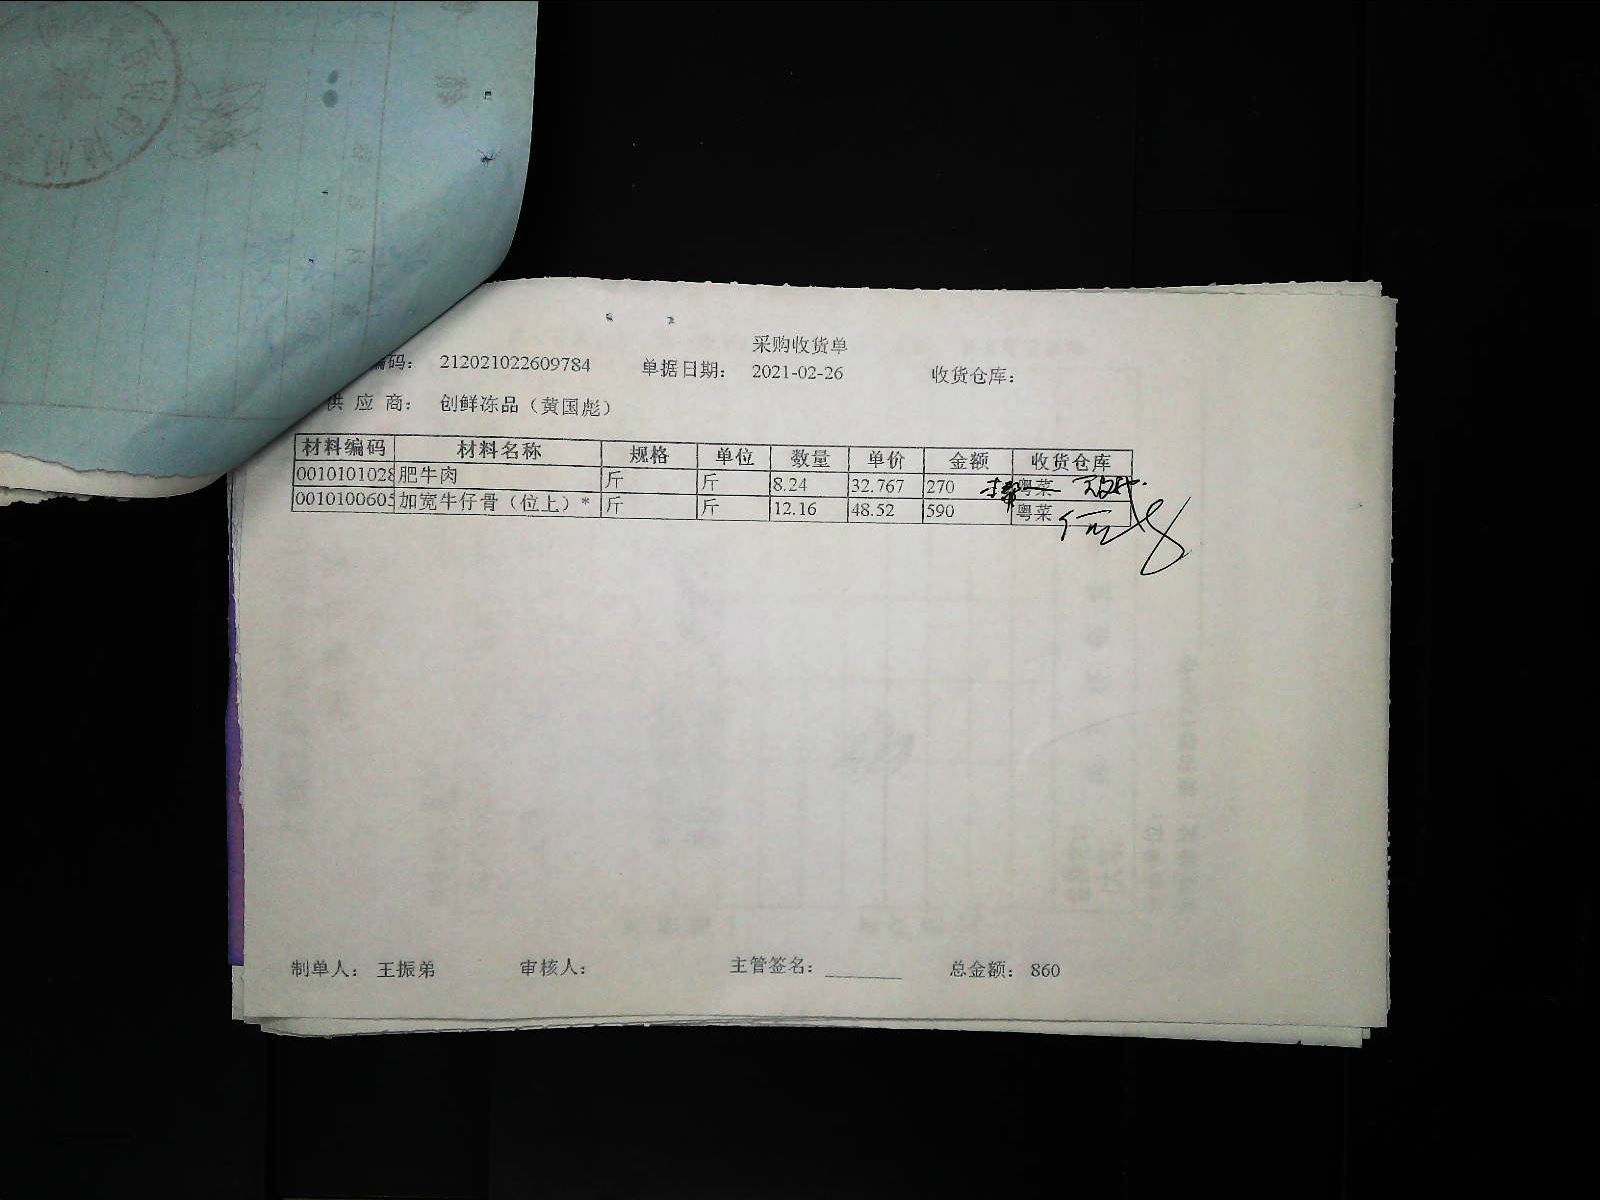 采购收货单
编码： 212021022609784 单据日期： 2021-02-26 收货仓库：
供 应 商： 创鲜冻品（黄国彪）
材料编码 材料名称 规格 单位 数量 单价 金额 收货仓库
0010101028 肥牛肉 斤 斤 8.24 32.767 270 粤菜
0010100605 加宽牛仔骨（位上）* 斤 斤 12.16 48.52 590 粤菜
制单人： 王振弟 审核人： 主管签名： ________ 总金额： 860